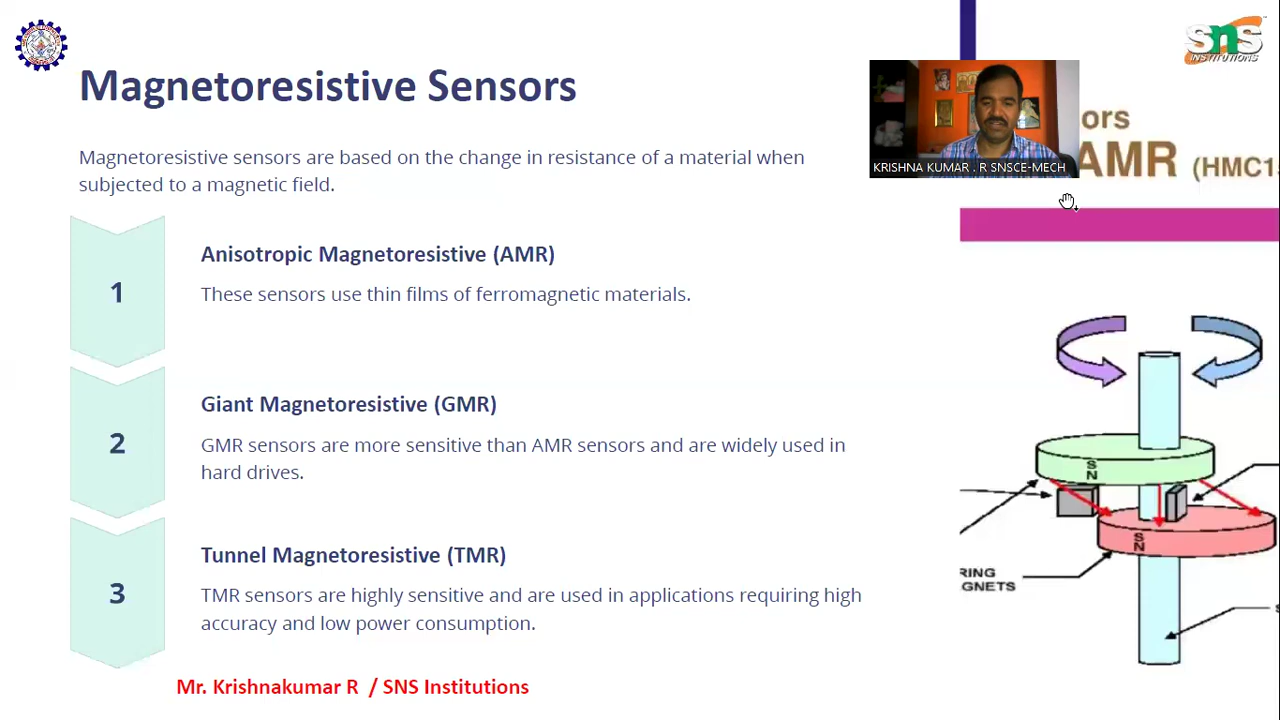 Magnetoresistive Sensors
Magnetoresistive sensors are based on the change in resistance of a material when
subjected to a magnetic field.
1
Anisotropic Magnetoresistive (AMR)
These sensors use thin films of ferromagnetic materials.
2
Giant Magnetoresistive (GMR)
GMR sensors are more sensitive than AMR sensors and are widely used in
hard drives.
3
Tunnel Magnetoresistive (TMR)
TMR sensors are highly sensitive and are used in applications requiring high
accuracy and low power consumption.
Mr. Krishnakumar R / SNS Institutions
sns
INSTITUTIONS
KRISHNA KUMAR . R SNSCE-MECH
ors
AMR (HMC1
S
N
S
N
RING
GNETS